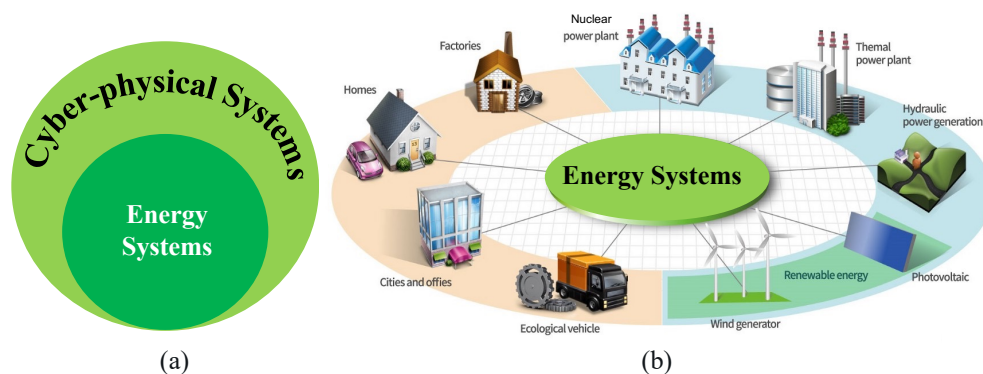 Cyber-physical Systems
Energy
Systems
(a)
Nuclear
power plant
Factories
Themal
power plant
Homes
Hydraulic
power generation
Energy Systems
Cities and offies
Renewable energy
Photovoltaic
Ecological vehicle
Wind generator
(b)